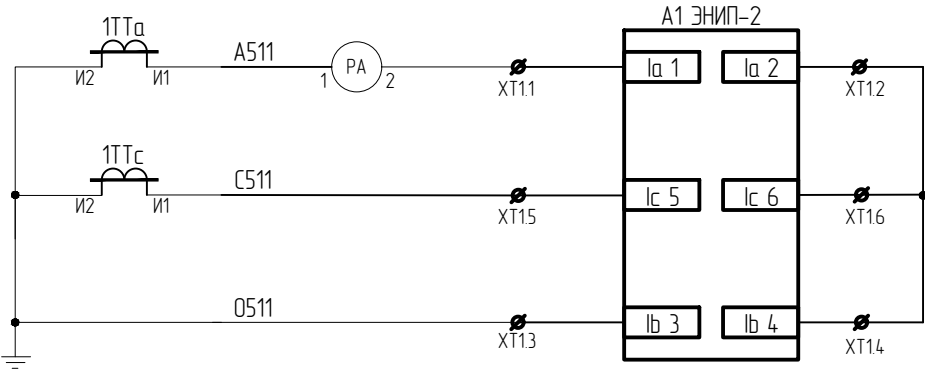 А1 ЭНИП-2
1ТТа
И2 И1
А511
1 РА 2
ХТ1.1
Ia 1 Ia 2
ХТ1.2
1ТТс
И2 И1
С511
ХТ1.5
Ic 5 Ic 6
ХТ1.6
О511
ХТ1.3
Ib 3 Ib 4
ХТ1.4